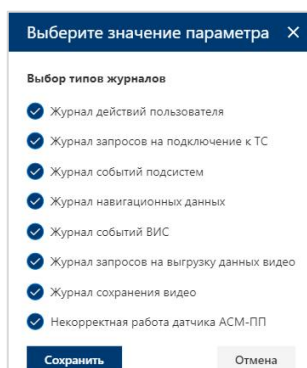 Выберите значение параметра
Выбор типов журналов
Журнал действий пользователя
Журнал запросов на подключение к ТС
Журнал событий подсистем
Журнал навигационных данных
Журнал событий ВИС
Журнал запросов на выгрузку данных видео
Журнал сохранения видео
Некорректная работа датчика АСМ-ПП
Сохранить
Отмена